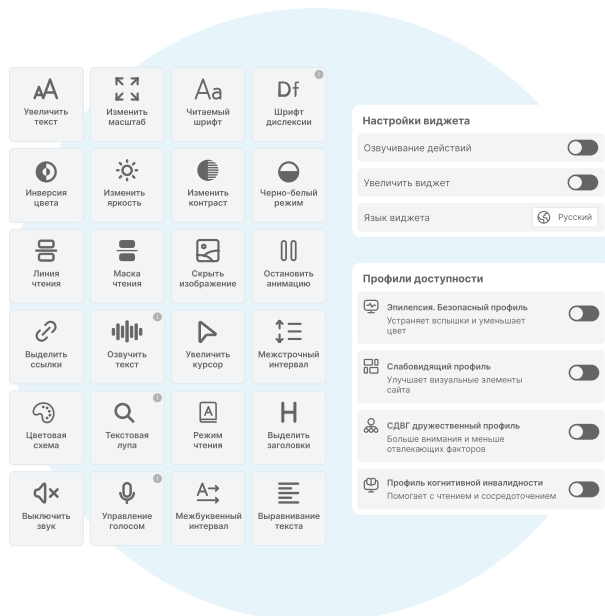 Увеличить
текст
Изменить
масштаб
Aa
Читаемый
шрифт
Df
Шрифт
дислексии
Инверсия
цвета
Изменить
яркость
Изменить
контраст
Черно-белый
режим
Линия
чтения
Маска
чтения
Скрыть
изображение
Остановить
анимацию
Выделить
ссылки
Озвучить
текст
Увеличить
курсор
Межстрочный
интервал
Цветовая
схема
Текстовая
лупа
A
Режим
чтения
H
Выделить
заголовки
Выключить
звук
Управление
голосом
A
Межбуквенный
интервал
Выравнивание
текста
Настройки виджета
Озвучивание действий
Увеличить виджет
Язык виджета
Русский
Профили доступности
Эпилепсия. Безопасный профиль
Устраняет вспышки и уменьшает
цвет
Слабовидящий профиль
Улучшает визуальные элементы
сайта
СДВГ дружественный профиль
Больше внимания и меньше
отвлекающих факторов
Профиль когнитивной инвалидности
Помогает с чтением и сосредоточением